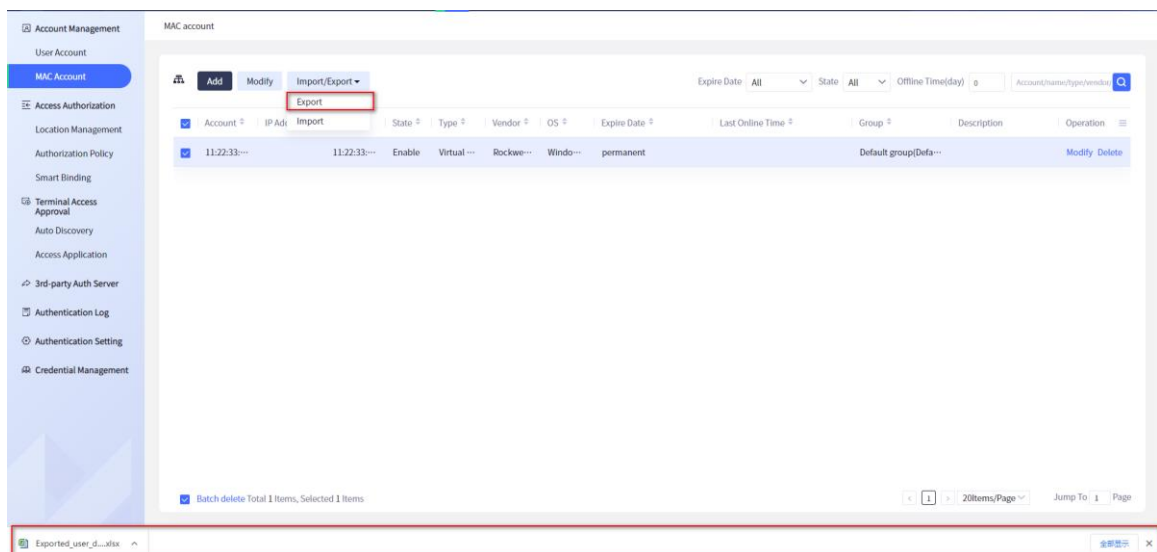 Account Management
MAC account
User Account
MAC Account
Add Modify Import/Export
Expire Date All State All Offline Time(day) 0 Account/name/type/vendor/
Export
Import
Access Authorization
Account IP Add State Type Vendor OS Expire Date Last Online Time Group Description Operation
Location Management
11:22:33:··· 11:22:33:··· Enable Virtual ··· Rockwe··· Windo··· permanent Default group(Defa··· Modify Delete
Authorization Policy
Smart Binding
Terminal Access
Approval
Auto Discovery
Access Application
3rd-party Auth Server
Authentication Log
Authentication Setting
Credential Management
Batch delete Total 1 Items, Selected 1 Items
< 1 > 20Items/Page Jump To 1 Page
Exported_user_d....xlsx
全部显示 ×